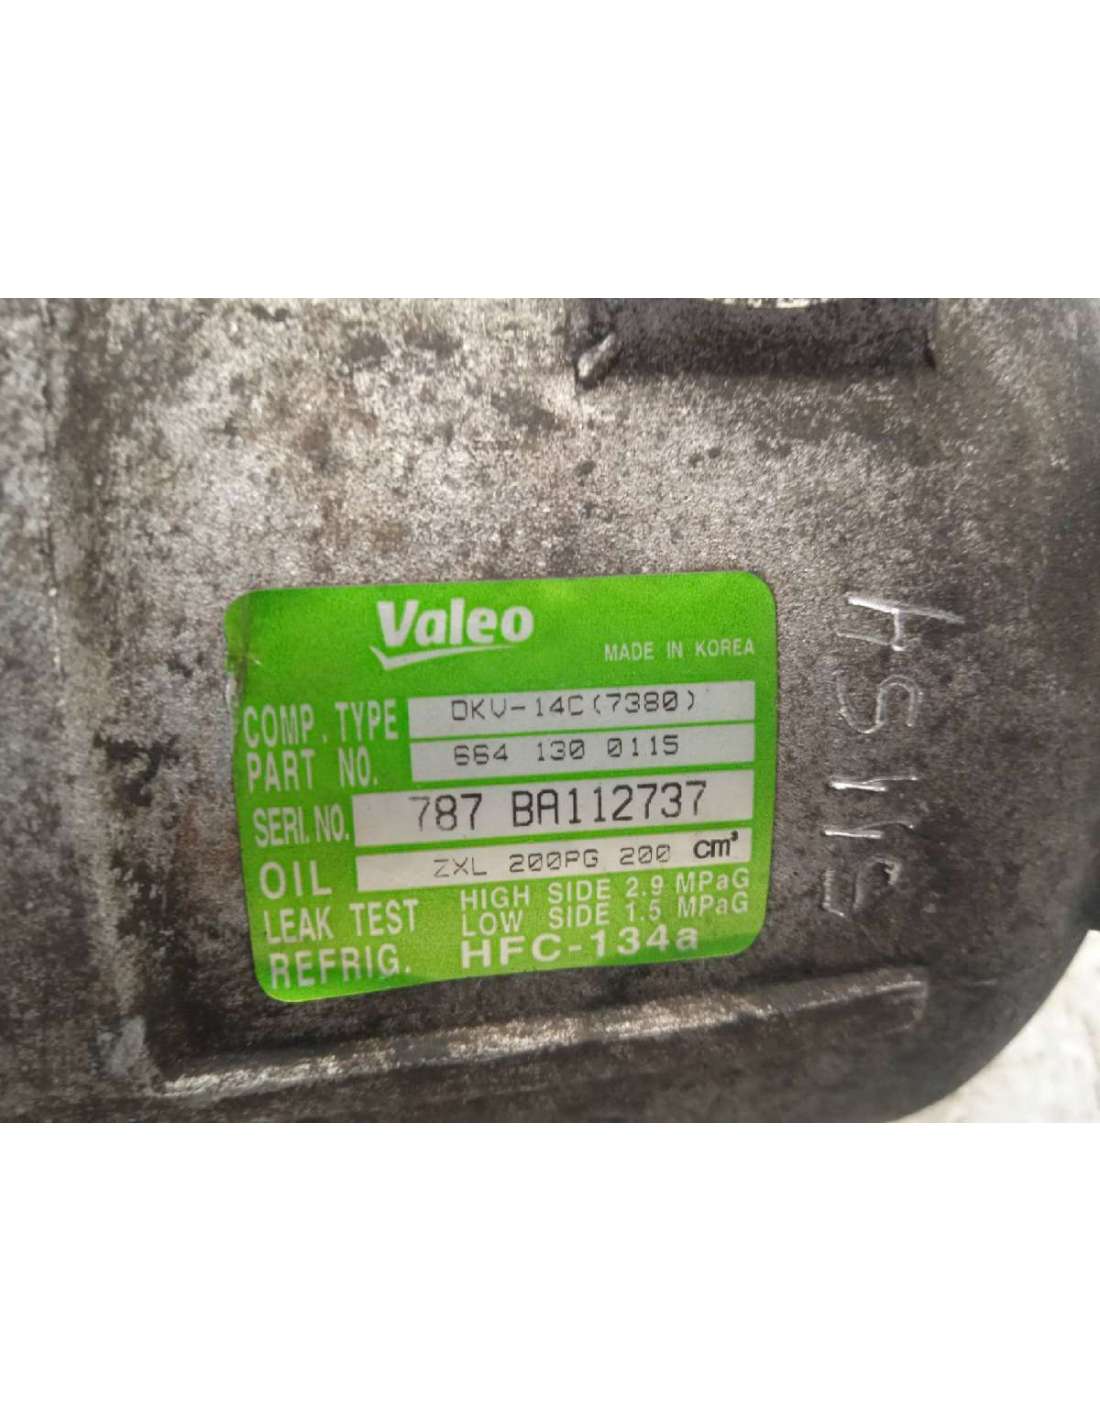 Valeo
MADE IN KOREA
COMP. TYPE DKV-14C(7380)
PART NO. 664 130 0115
SERI. NO. 787 BA112737
OIL ZXL 200PG 200 cm³
LEAK TEST HIGH SIDE 2.9 MPaG
LOW SIDE 1.5 MPaG
REFRIG. HFC-134a